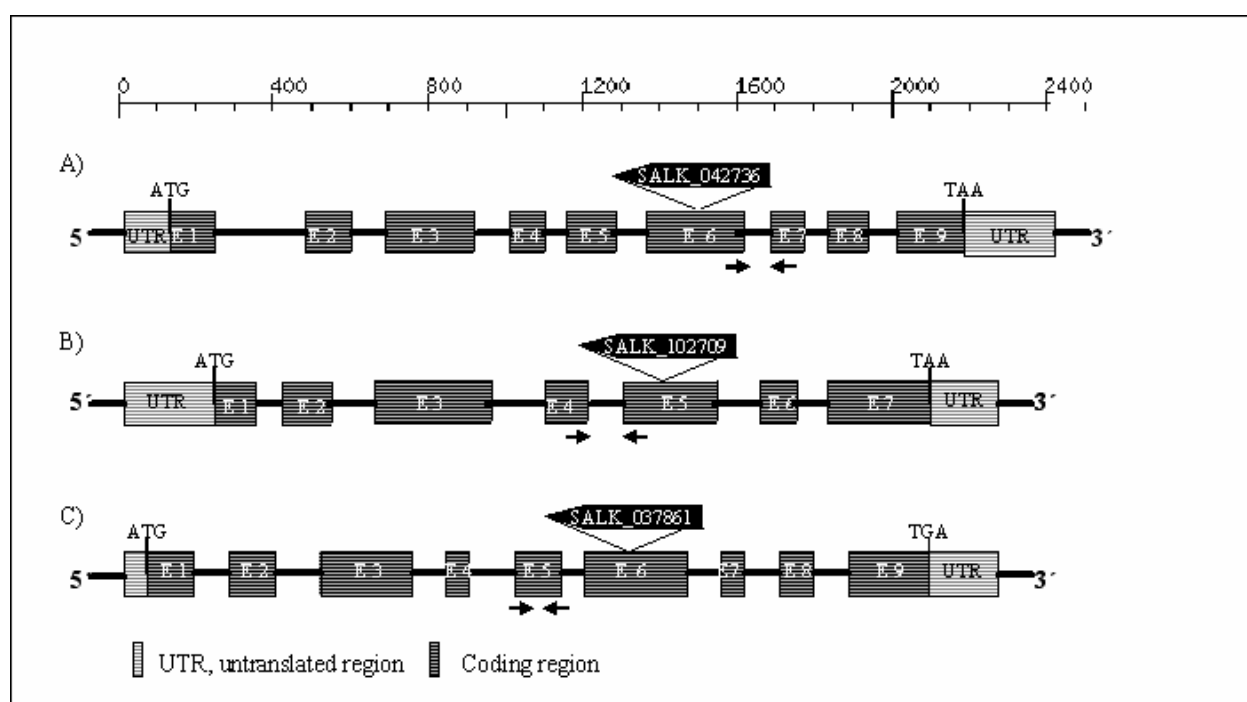 0 400 800 1200 1600 2000 2400
A)
SALK_042736
ATG TAA
5´ UTR E 1 E 2 E 3 E 4 E 5 E 6 E 7 E 8 E 9 UTR 3´
B)
SALK_102709
ATG TAA
5´ UTR E 1 E 2 E 3 E 4 E 5 E 6 E 7 UTR 3´
C)
SALK_037861
ATG TGA
5´ E 1 E 2 E 3 E 4 E 5 E 6 E 7 E 8 E 9 UTR 3´
UTR, untranslated region Coding region